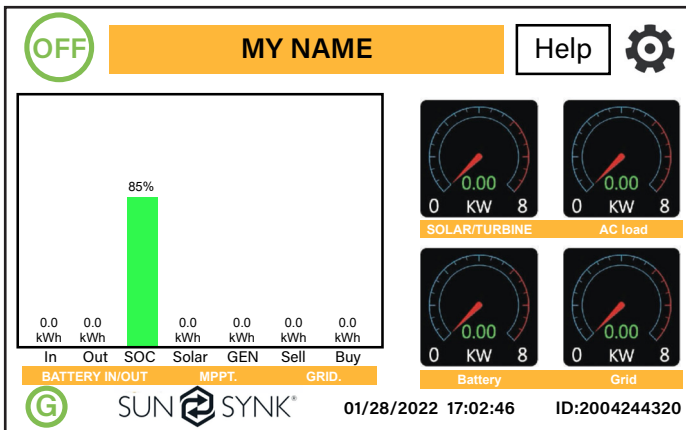 OFF
MY NAME
Help
85%
0.0 0.0 0.0 0.0 0.0 0.0
kWh kWh kWh kWh kWh kWh
In Out SOC Solar GEN Sell Buy
BATTERY IN/OUT MPPT. GRID.
0.00
0 KW 8
SOLAR/TURBINE
0.00
0 KW 8
AC load
0.00
0 KW 8
Battery
0.00
0 KW 8
Grid
G
SUN SYNK®
01/28/2022 17:02:46
ID:2004244320